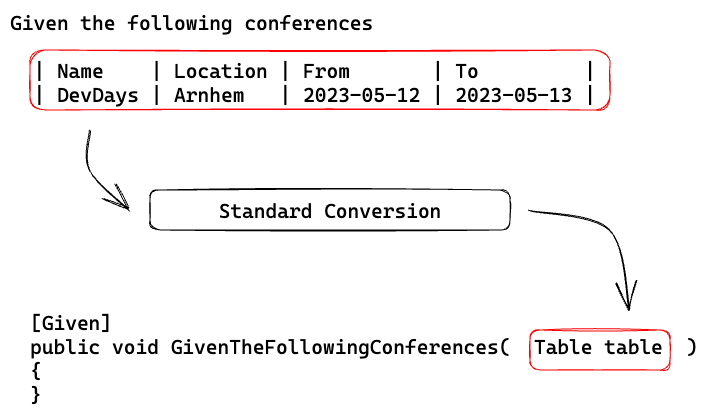 Given the following conferences
| Name     | Location | From       | To         |
| DevDays | Arnhem   | 2023-05-12 | 2023-05-13 |
Standard Conversion
[Given]
public void GivenTheFollowingConferences( Table table )
{
}